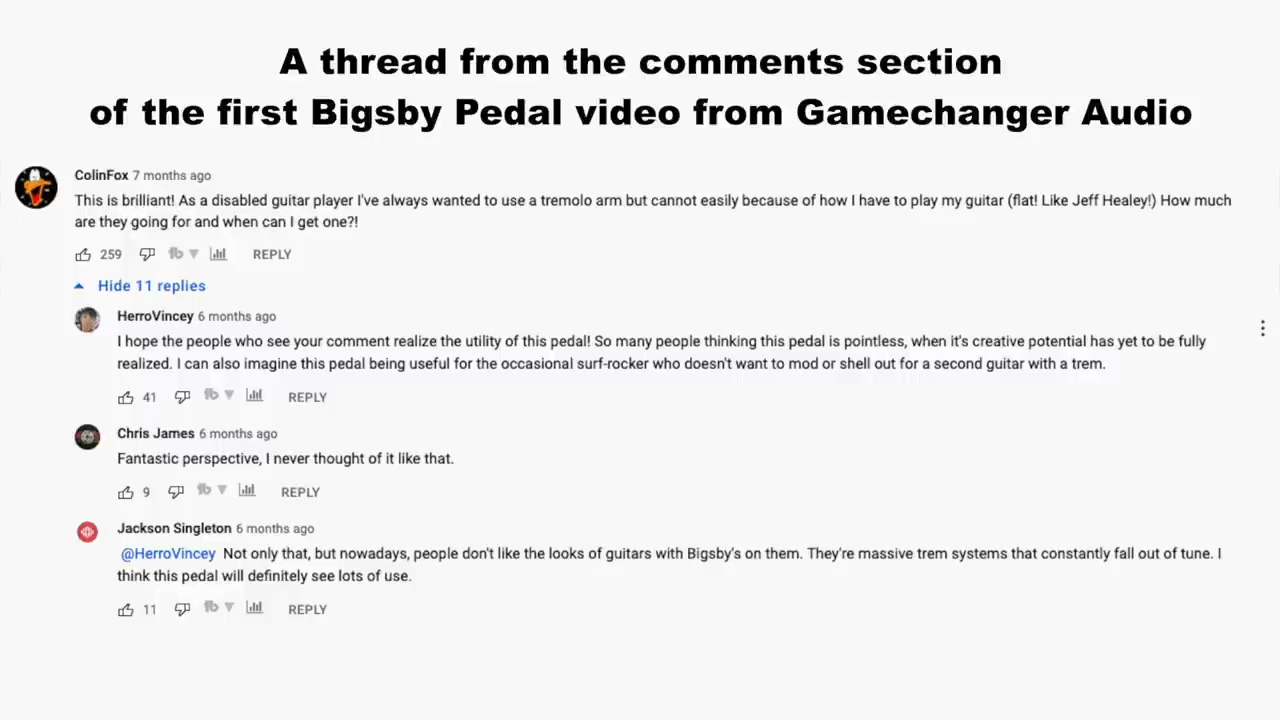 A thread from the comments section
of the first Bigsby Pedal video from Gamechanger Audio
ColinFox 7 months ago
This is brilliant! As a disabled guitar player I've always wanted to use a tremolo arm but cannot easily because of how I have to play my guitar (flat! Like Jeff Healey!) How much
are they going for and when can I get one?!
259 tb REPLY
Hide 11 replies
HerroVincey 6 months ago
I hope the people who see your comment realize the utility of this pedal! So many people thinking this pedal is pointless, when it's creative potential has yet to be fully
realized. I can also imagine this pedal being useful for the occasional surf-rocker who doesn't want to mod or shell out for a second guitar with a trem.
41 tb REPLY
Chris James 6 months ago
Fantastic perspective, I never thought of it like that.
9 tb REPLY
Jackson Singleton 6 months ago
@HerroVincey Not only that, but nowadays, people don't like the looks of guitars with Bigsby's on them. They're massive trem systems that constantly fall out of tune. I
think this pedal will definitely see lots of use.
11 tb REPLY